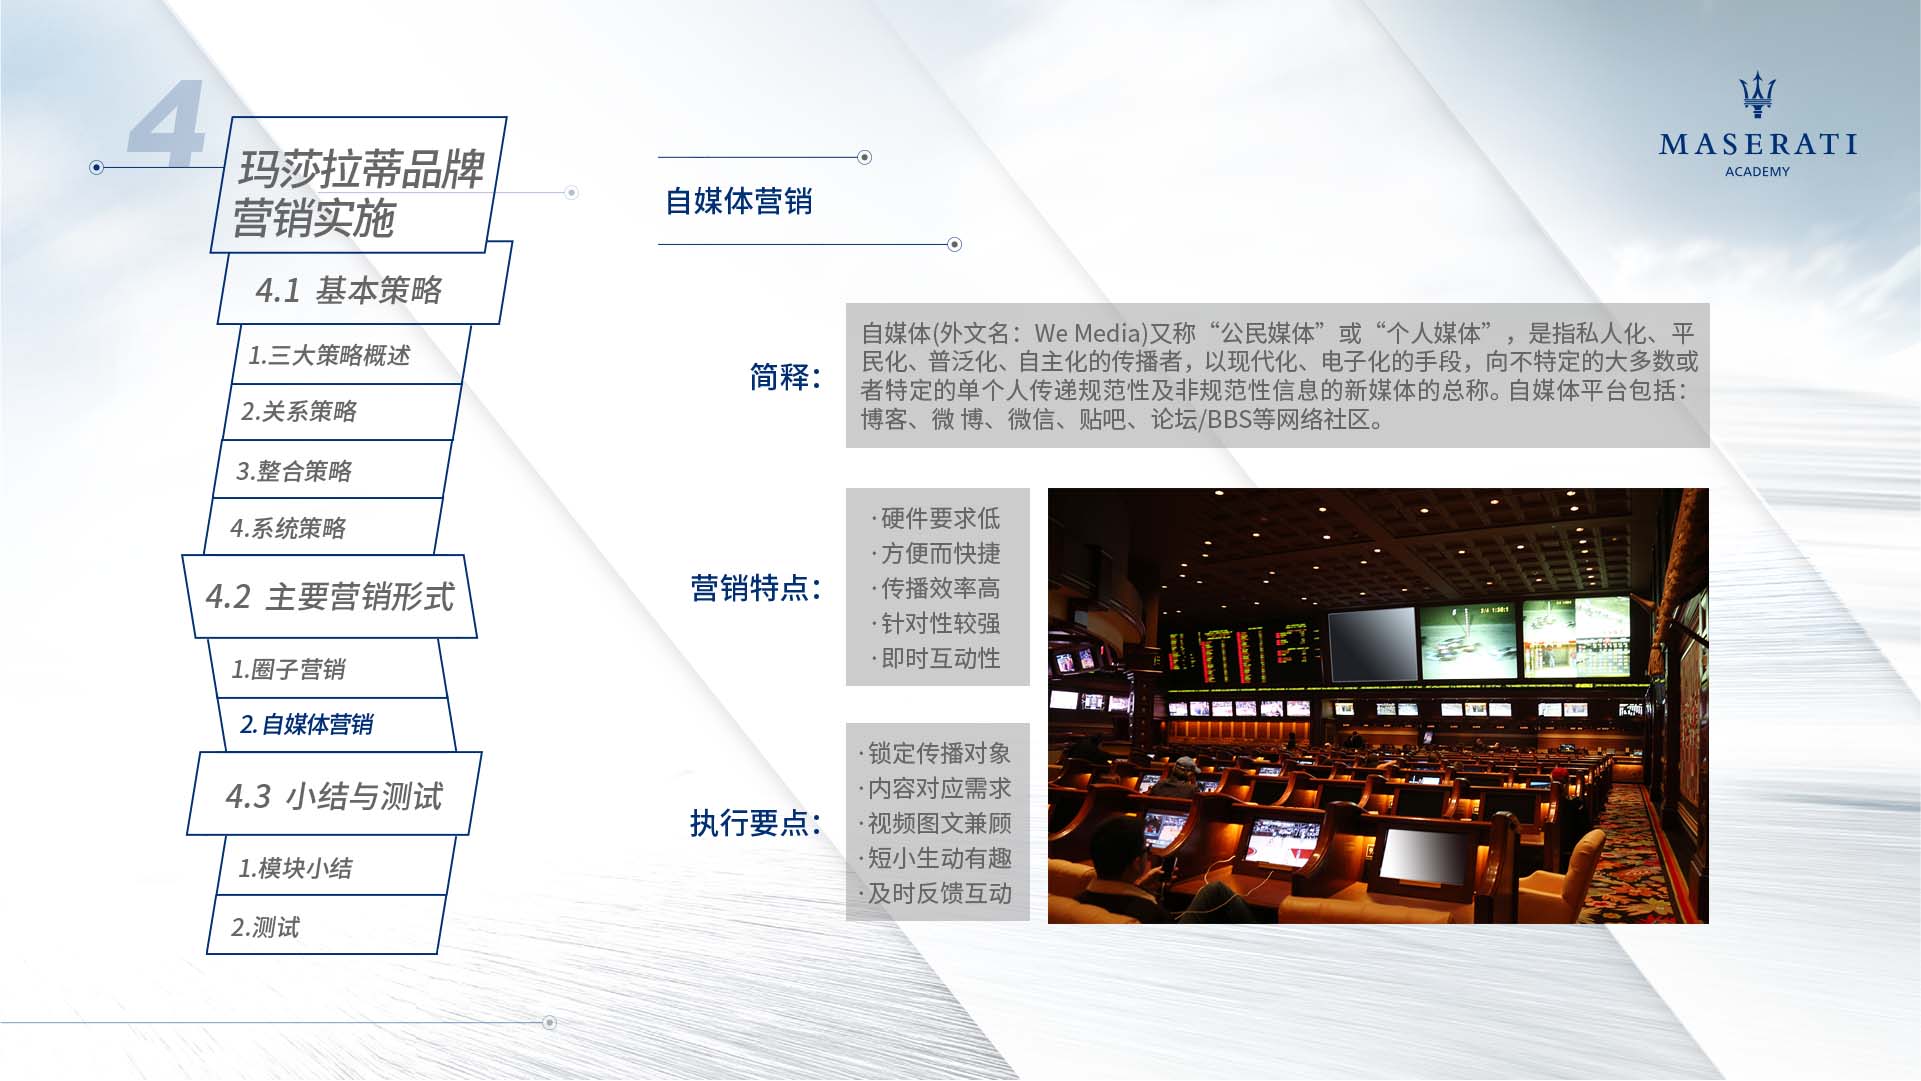 4
玛莎拉蒂品牌
营销实施
4.1 基本策略
1.三大策略概述
2.关系策略
3.整合策略
4.系统策略
4.2 主要营销形式
1.圈子营销
2.自媒体营销
4.3 小结与测试
1.模块小结
2.测试
自媒体营销
MASERATI
ACADEMY
简释：
自媒体(外文名：We Media)又称“公民媒体”或“个人媒体”，是指私人化、平
民化、普泛化、自主化的传播者，以现代化、电子化的手段，向不特定的大多数或
者特定的单个人传递规范性及非规范性信息的新媒体的总称。自媒体平台包括：
博客、微 博、微信、贴吧、论坛/BBS等网络社区。
营销特点：
·硬件要求低
·方便而快捷
·传播效率高
·针对性较强
·即时互动性
执行要点：
·锁定传播对象
·内容对应需求
·视频图文兼顾
·短小生动有趣
·及时反馈互动